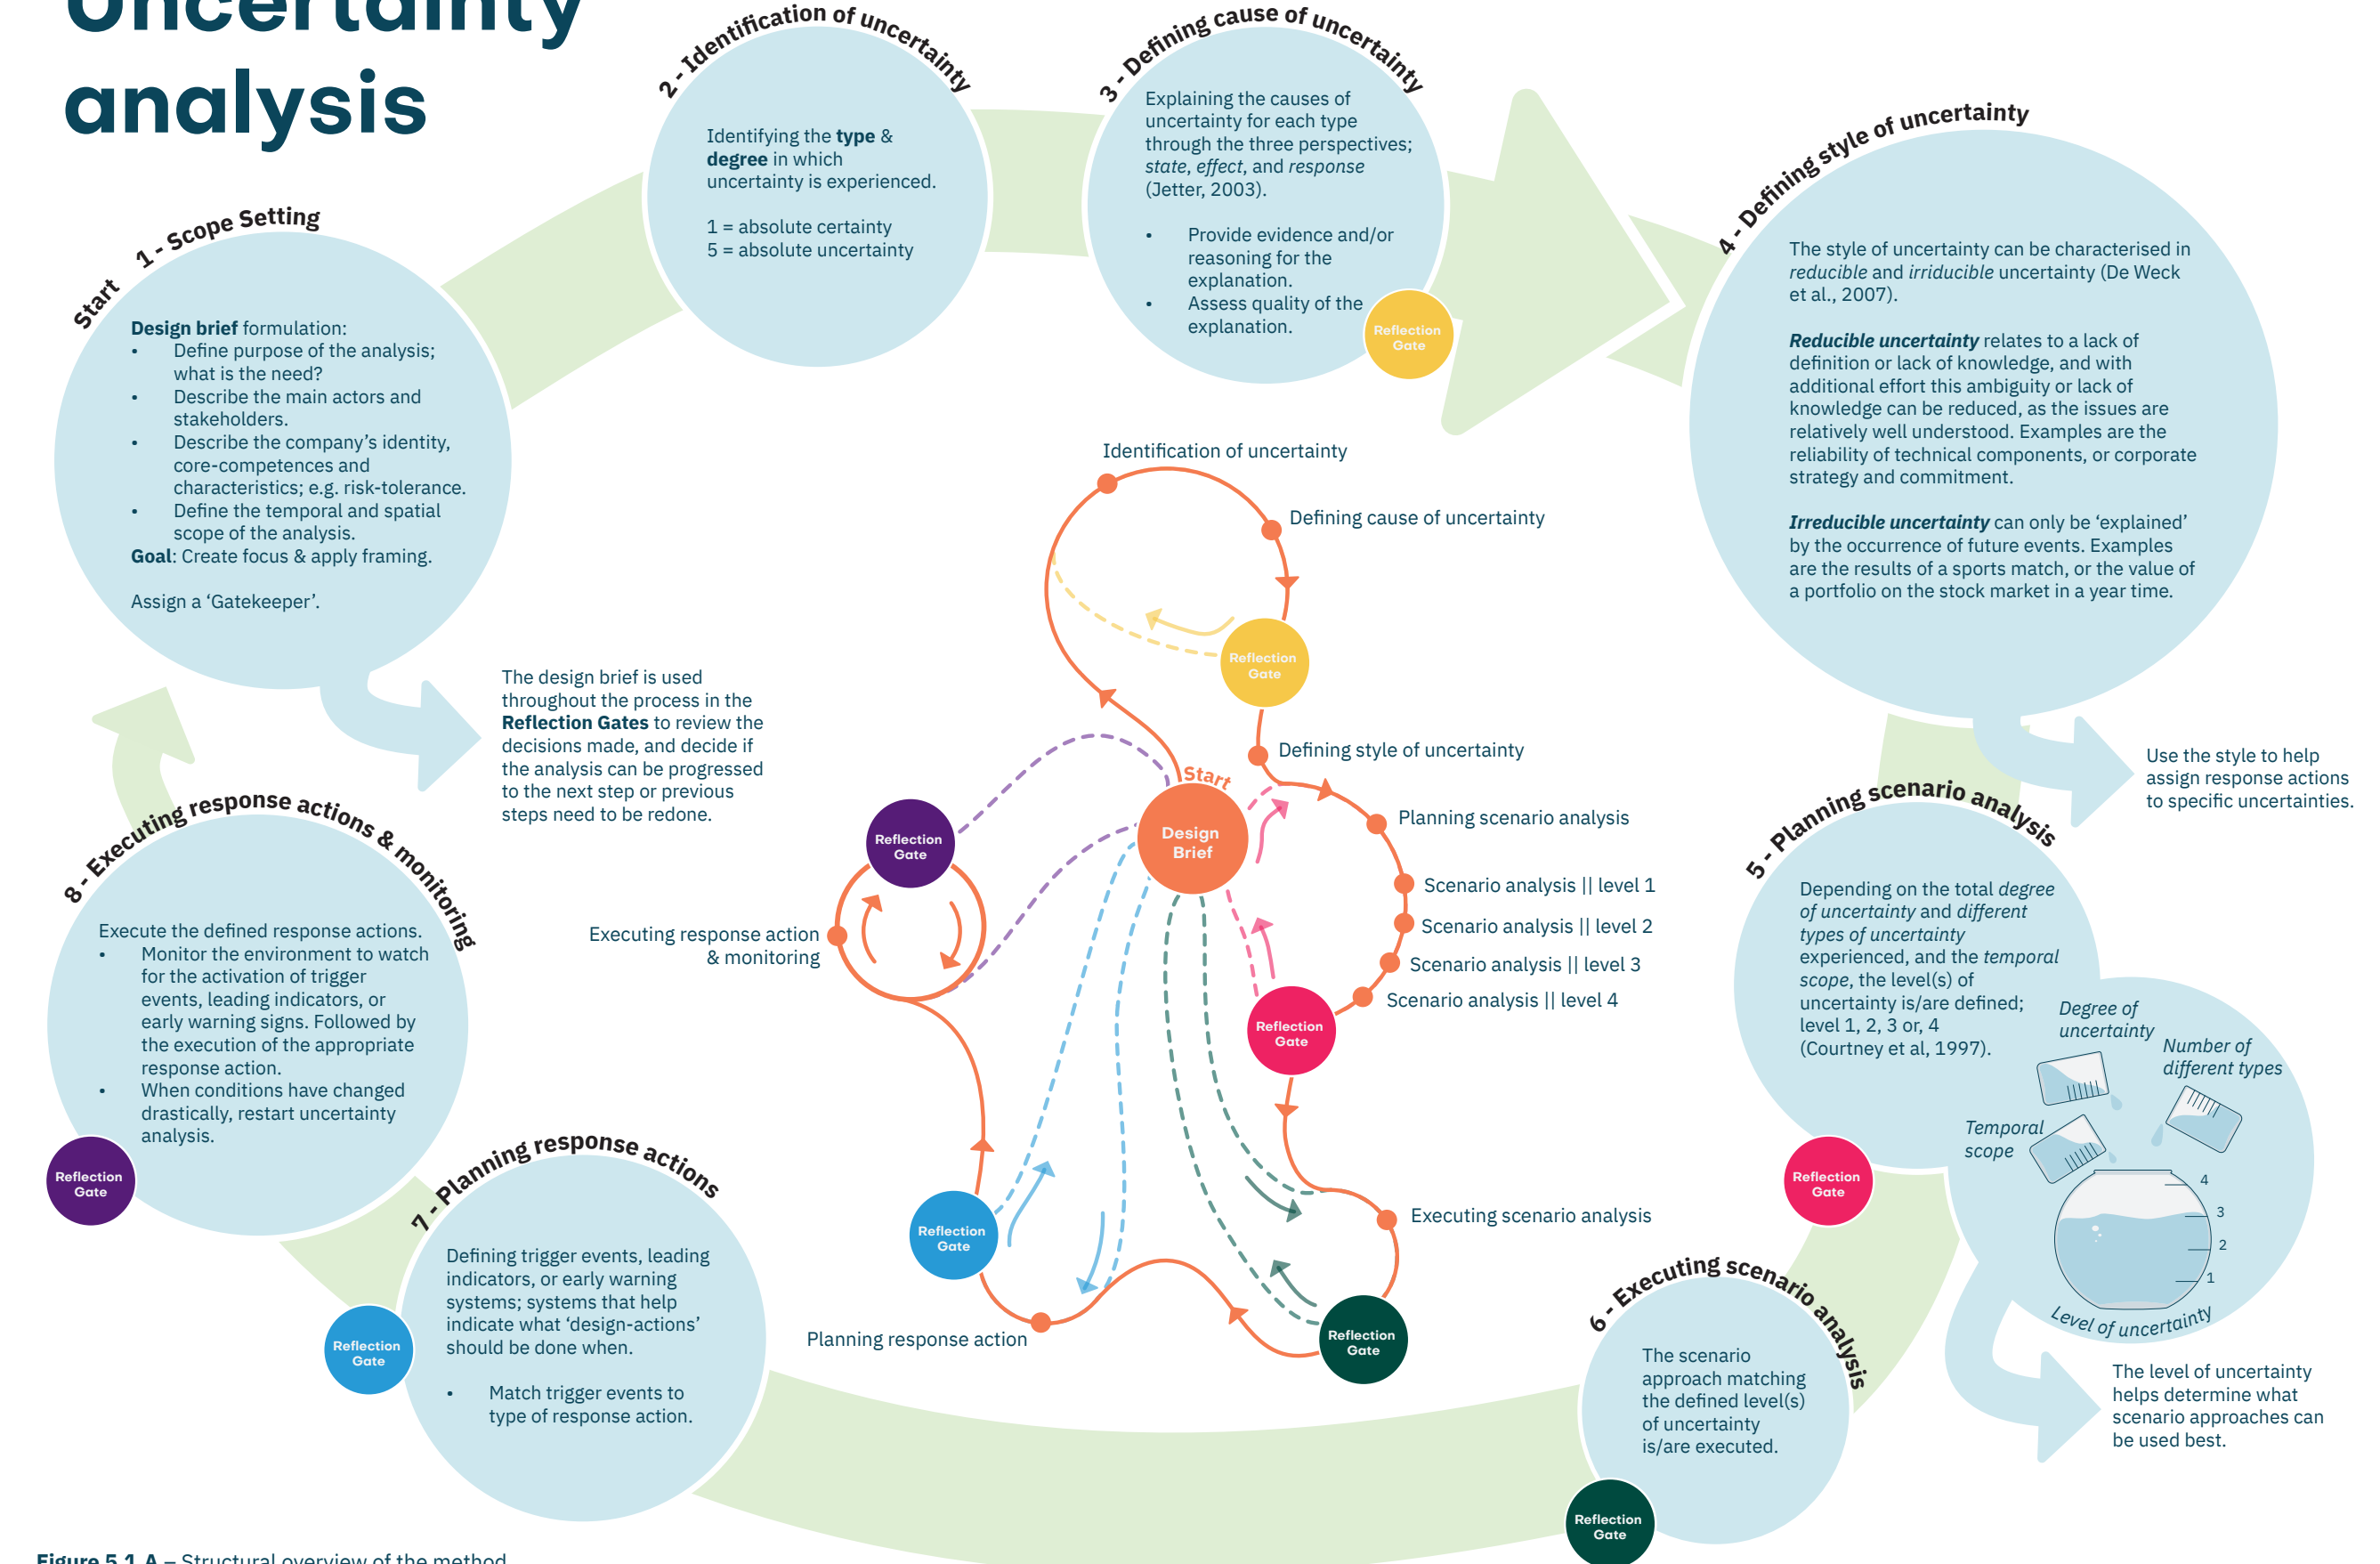 Uncertainty
analysis
Start
1 - Scope Setting
Design brief formulation:
• Define purpose of the analysis;
what is the need?
• Describe the main actors and
stakeholders.
• Describe the company's identity,
core-competences and
characteristics; e.g. risk-tolerance.
• Define the temporal and spatial
scope of the analysis.
Goal: Create focus & apply framing.
Assign a 'Gatekeeper'.
The design brief is used
throughout the process in the
Reflection Gates to review the
decisions made, and decide if
the analysis can be progressed
to the next step or previous
steps need to be redone.
2 - Identification of uncertainty
Identifying the type &
degree in which
uncertainty is experienced.
1 = absolute certainty
5 = absolute uncertainty
3 - Defining cause of uncertainty
Explaining the causes of
uncertainty for each type
through the three perspectives;
state, effect, and response
(Jetter, 2003).
• Provide evidence and/or
reasoning for the
explanation.
• Assess quality of the
explanation.
Reflection
Gate
4 - Defining style of uncertainty
The style of uncertainty can be characterised in
reducible and irriducible uncertainty (De Weck
et al., 2007).
Reducible uncertainty relates to a lack of
definition or lack of knowledge, and with
additional effort this ambiguity or lack of
knowledge can be reduced, as the issues are
relatively well understood. Examples are the
reliability of technical components, or corporate
strategy and commitment.
Irreducible uncertainty can only be 'explained'
by the occurrence of future events. Examples
are the results of a sports match, or the value of
a portfolio on the stock market in a year time.
Use the style to help
assign response actions
to specific uncertainties.
5 - Planning scenario analysis
Depending on the total degree
of uncertainty and different
types of uncertainty
experienced, and the temporal
scope, the level(s) of
uncertainty is/are defined;
level 1, 2, 3 or, 4
(Courtney et al, 1997).
Degree of
uncertainty
Number of
different types
Temporal
scope
4
3
2
1
Level of uncertainty
Reflection
Gate
The level of uncertainty
helps determine what
scenario approaches can
be used best.
6 - Executing scenario analysis
The scenario
approach matching
the defined level(s)
of uncertainty
is/are executed.
Reflection
Gate
7 - Planning response actions
Defining trigger events, leading
indicators, or early warning
systems; systems that help
indicate what 'design-actions'
should be done when.
• Match trigger events to
type of response action.
Reflection
Gate
8 - Executing response actions & monitoring
Execute the defined response actions.
• Monitor the environment to watch
for the activation of trigger
events, leading indicators, or
early warning signs. Followed by
the execution of the appropriate
response action.
• When conditions have changed
drastically, restart uncertainty
analysis.
Reflection
Gate
Identification of uncertainty
Defining cause of uncertainty
Reflection
Gate
Defining style of uncertainty
Start
Design
Brief
Planning scenario analysis
Scenario analysis || level 1
Scenario analysis || level 2
Scenario analysis || level 3
Scenario analysis || level 4
Reflection
Gate
Executing scenario analysis
Reflection
Gate
Planning response action
Reflection
Gate
Executing response action
& monitoring
Reflection
Gate
Figure 5.1 A – Structural overview of the method